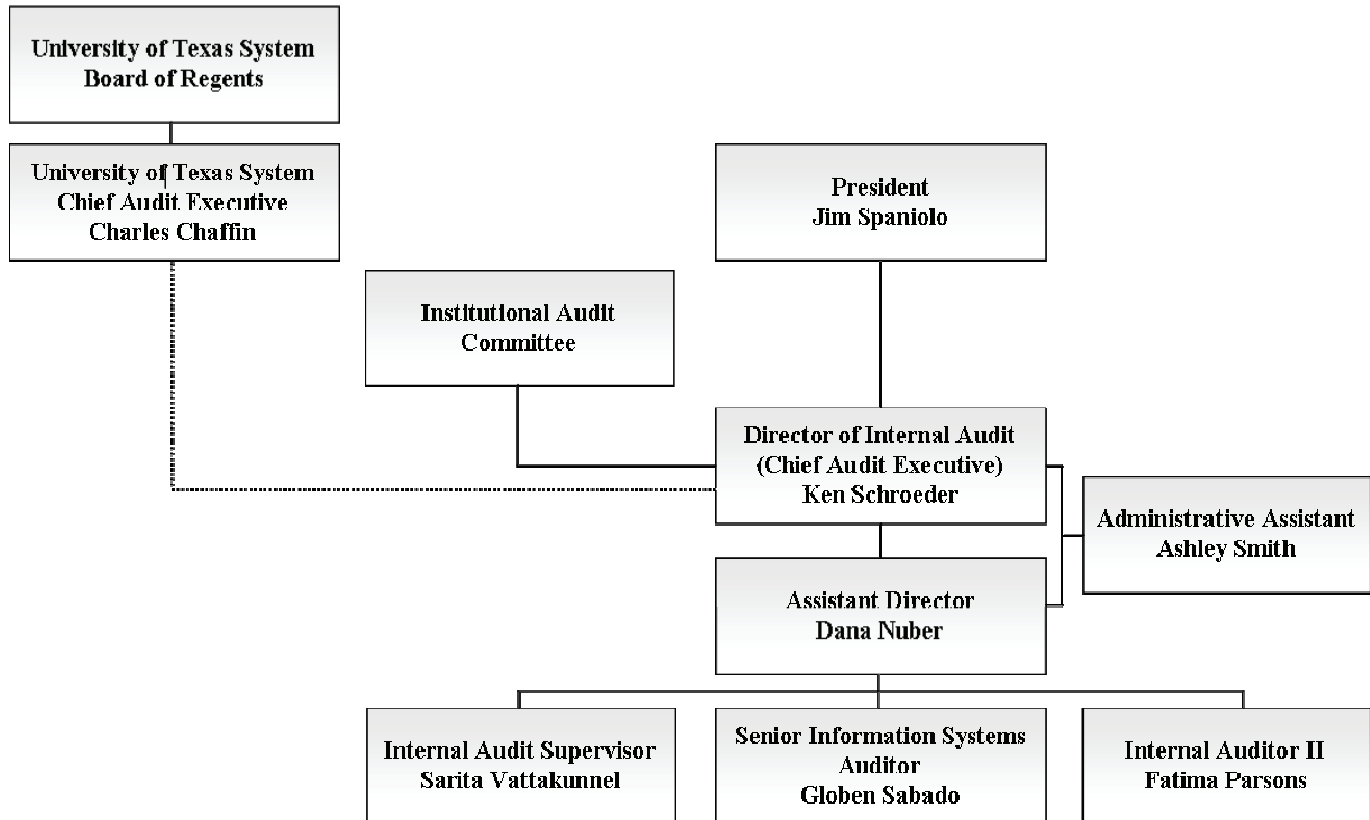 University of Texas System
Board of Regents
University of Texas System
Chief Audit Executive
Charles Chaffin
President
Jim Spaniolo
Institutional Audit
Committee
Director of Internal Audit
(Chief Audit Executive)
Ken Schroeder
Administrative Assistant
Ashley Smith
Assistant Director
Dana Nuber
Internal Audit Supervisor
Sarita Vattakunnel
Senior Information Systems
Auditor
Globen Sabado
Internal Auditor II
Fatima Parsons